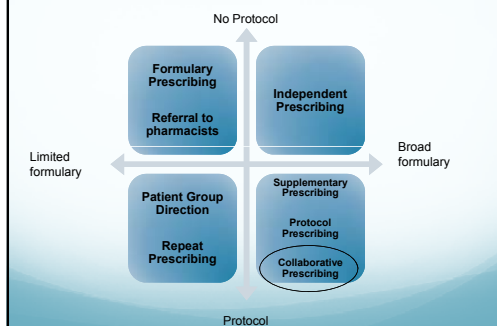 No Protocol
Formulary
Prescribing
Referral to
pharmacists
Independent
Prescribing
Limited
formulary
Broad
formulary
Patient Group
Direction
Repeat
Prescribing
Supplementary
Prescribing
Protocol
Prescribing
Collaborative
Prescribing
Protocol